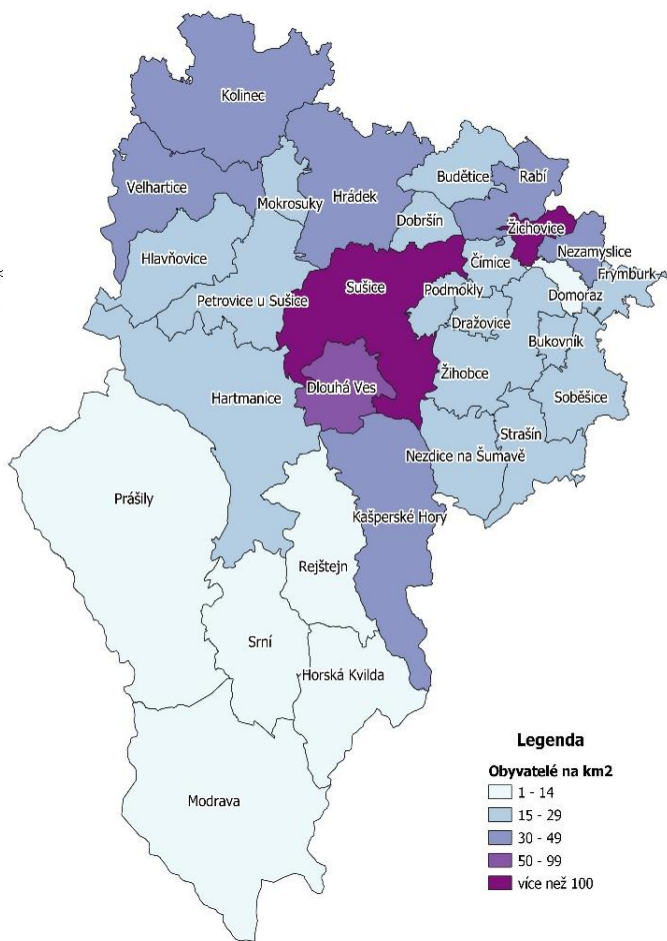 Kolinec
Velhartice
Mokrosuky
Hrádek
Budětice
Rabí
Dobršín
Žichovice
Nezamyslice
Hlavňovice
Čímice
Frymburk
Petrovice u Sušice
Sušice
Podmokly
Domoraz
Dražovice
Bukovník
Dlouhá Ves
Žihobce
Hartmanice
Soběšice
Strašín
Nezdice na Šumavě
Prášily
Kašperské Hory
Rejštejn
Srní
Horská Kvilda
Modrava
Legenda
Obyvatelé na km2
1 - 14
15 - 29
30 - 49
50 - 99
více než 100